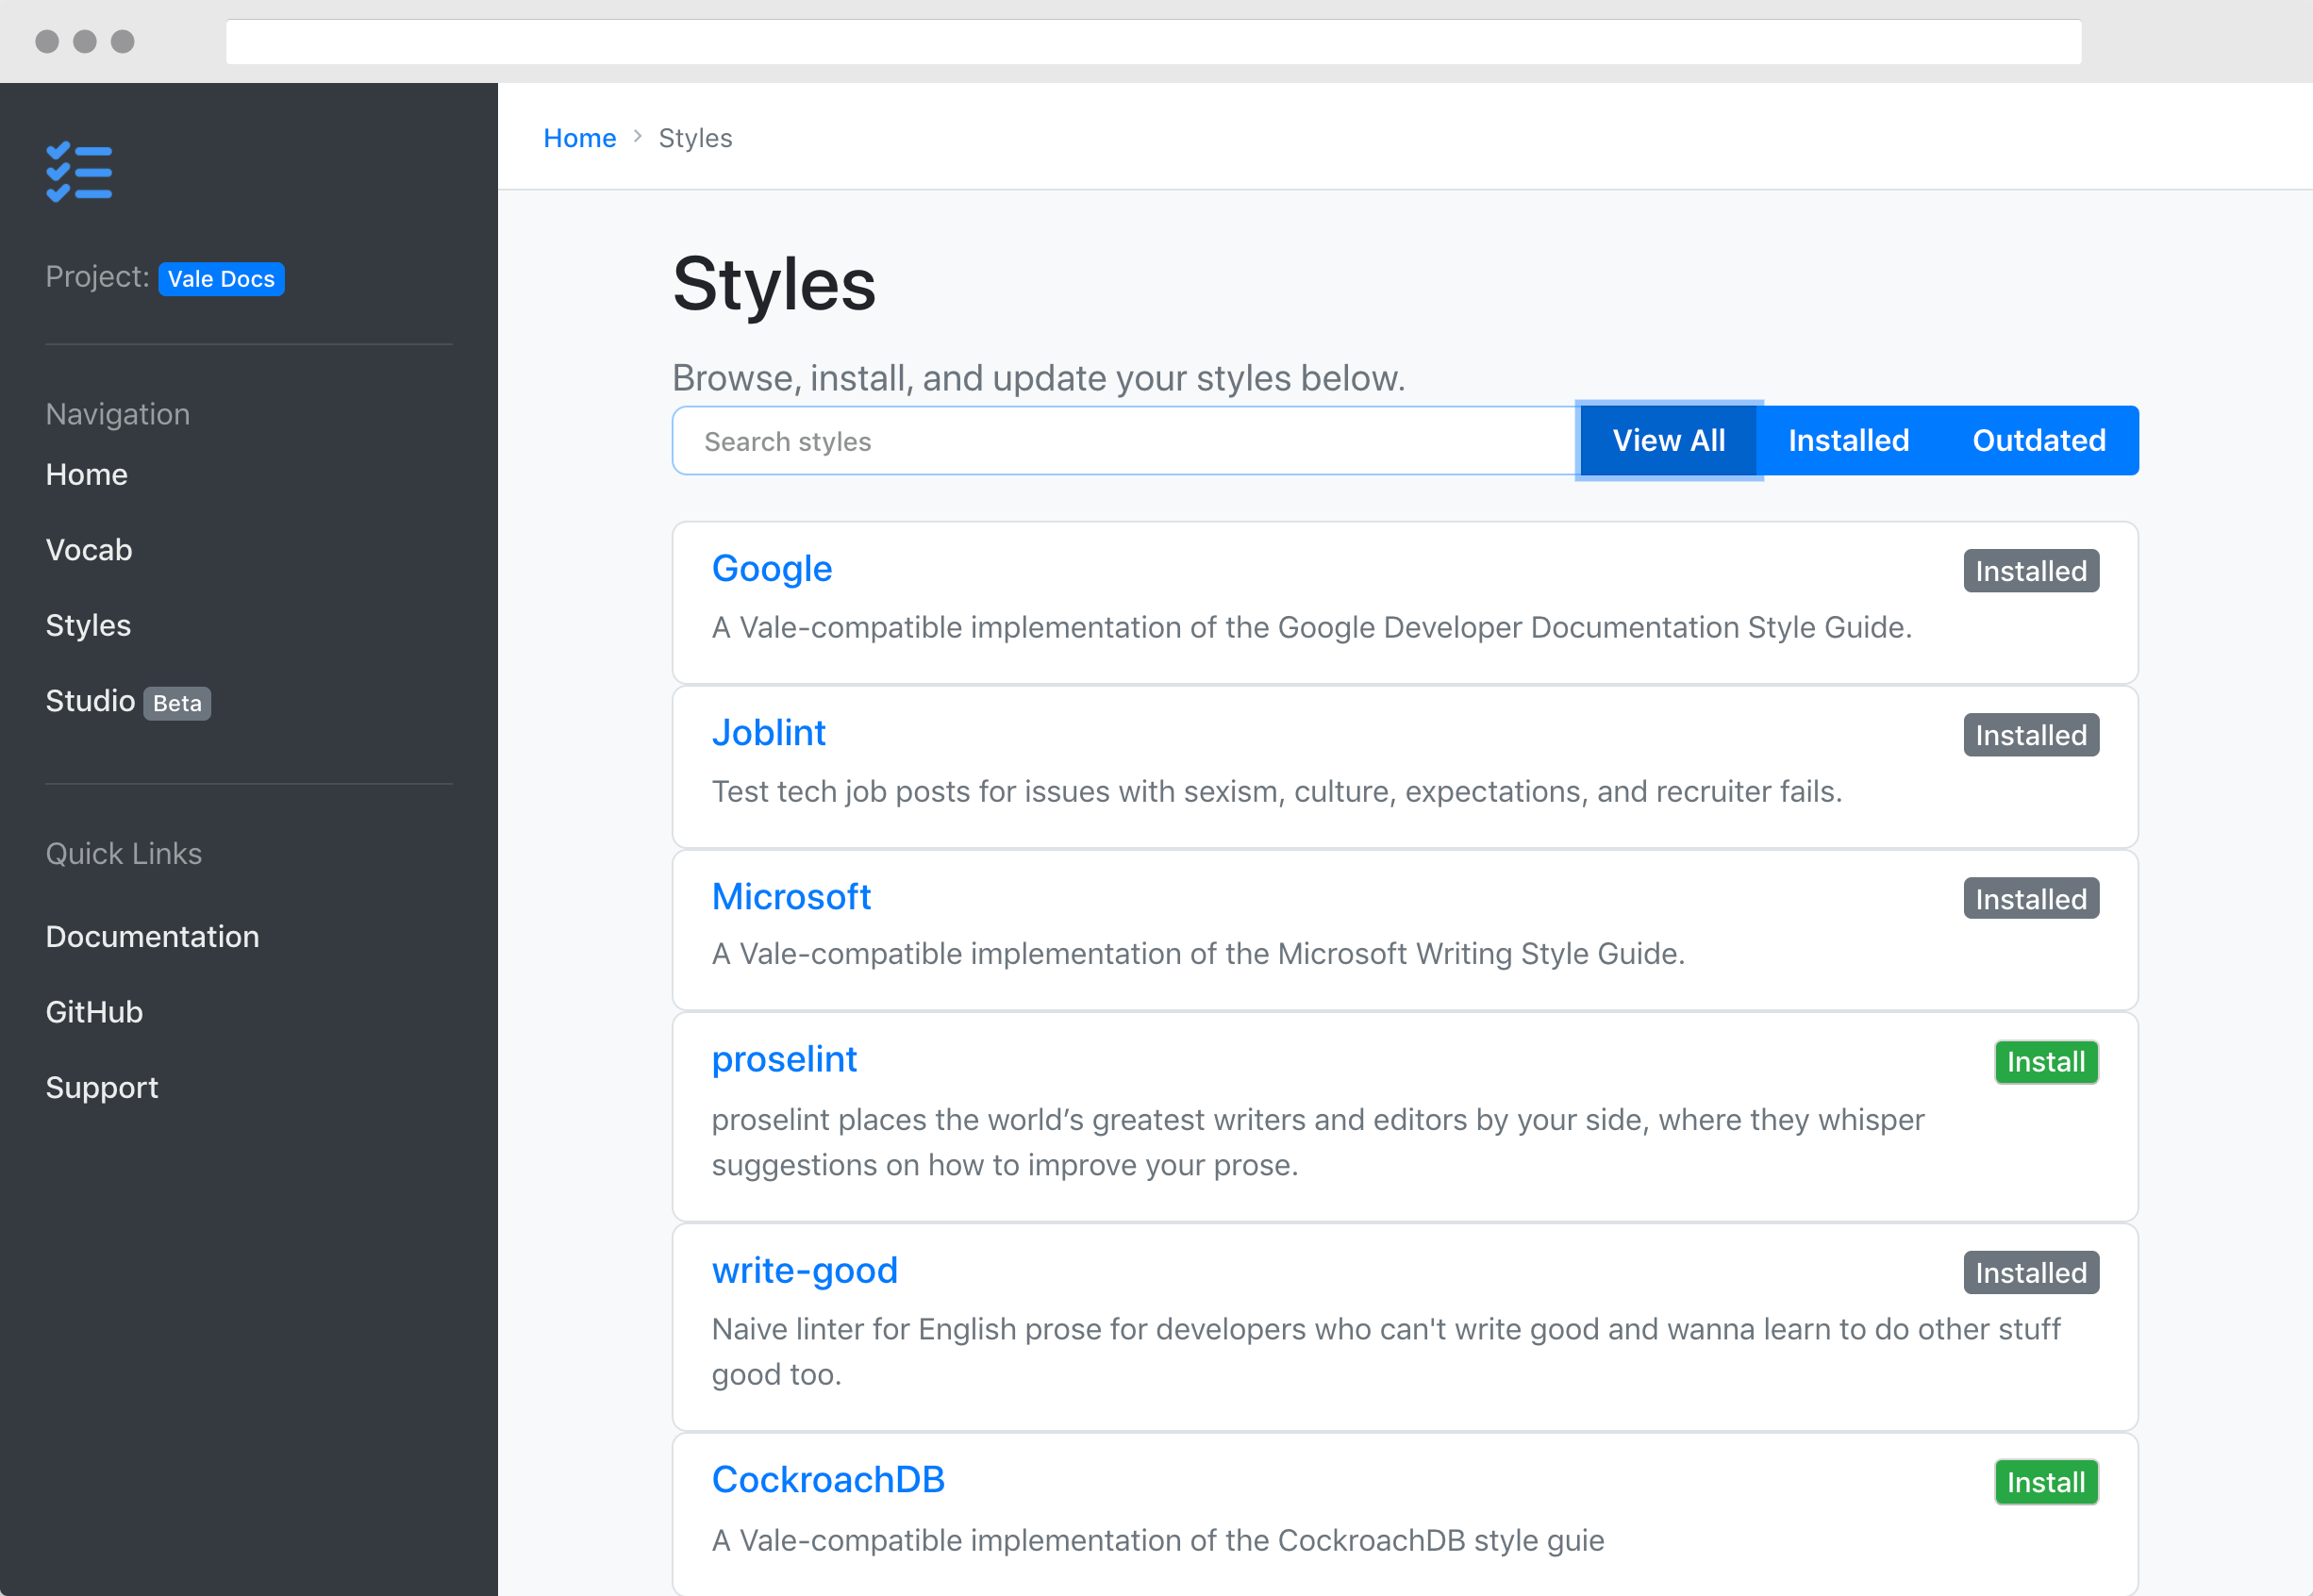 Home > Styles
Project: Vale Docs
Navigation
Home
Vocab
Styles
Studio Beta
Quick Links
Documentation
GitHub
Support
Styles
Browse, install, and update your styles below.
Search styles
View All Installed Outdated
Google Installed
A Vale-compatible implementation of the Google Developer Documentation Style Guide.
Joblint Installed
Test tech job posts for issues with sexism, culture, expectations, and recruiter fails.
Microsoft Installed
A Vale-compatible implementation of the Microsoft Writing Style Guide.
proselint Install
proselint places the world’s greatest writers and editors by your side, where they whisper
suggestions on how to improve your prose.
write-good Installed
Naive linter for English prose for developers who can't write good and wanna learn to do other stuff
good too.
CockroachDB Install
A Vale-compatible implementation of the CockroachDB style guie